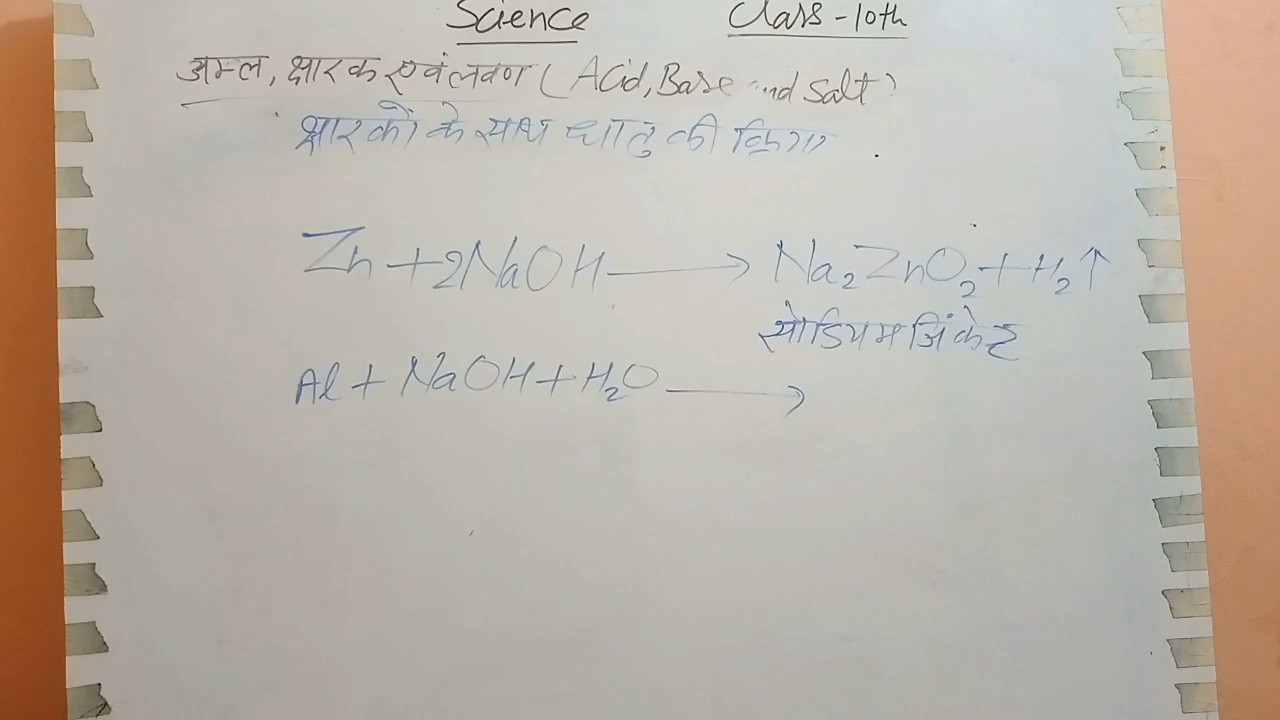 Science Class-10th
अम्ल, क्षारक एवं लवण (Acid, Base and Salt)
क्षारकों के साथ धातु की क्रिया
Zn + 2NaOH → Na₂ZnO₂ + H₂↑
सोडियम जिंकेट
Al + NaOH + H₂O →